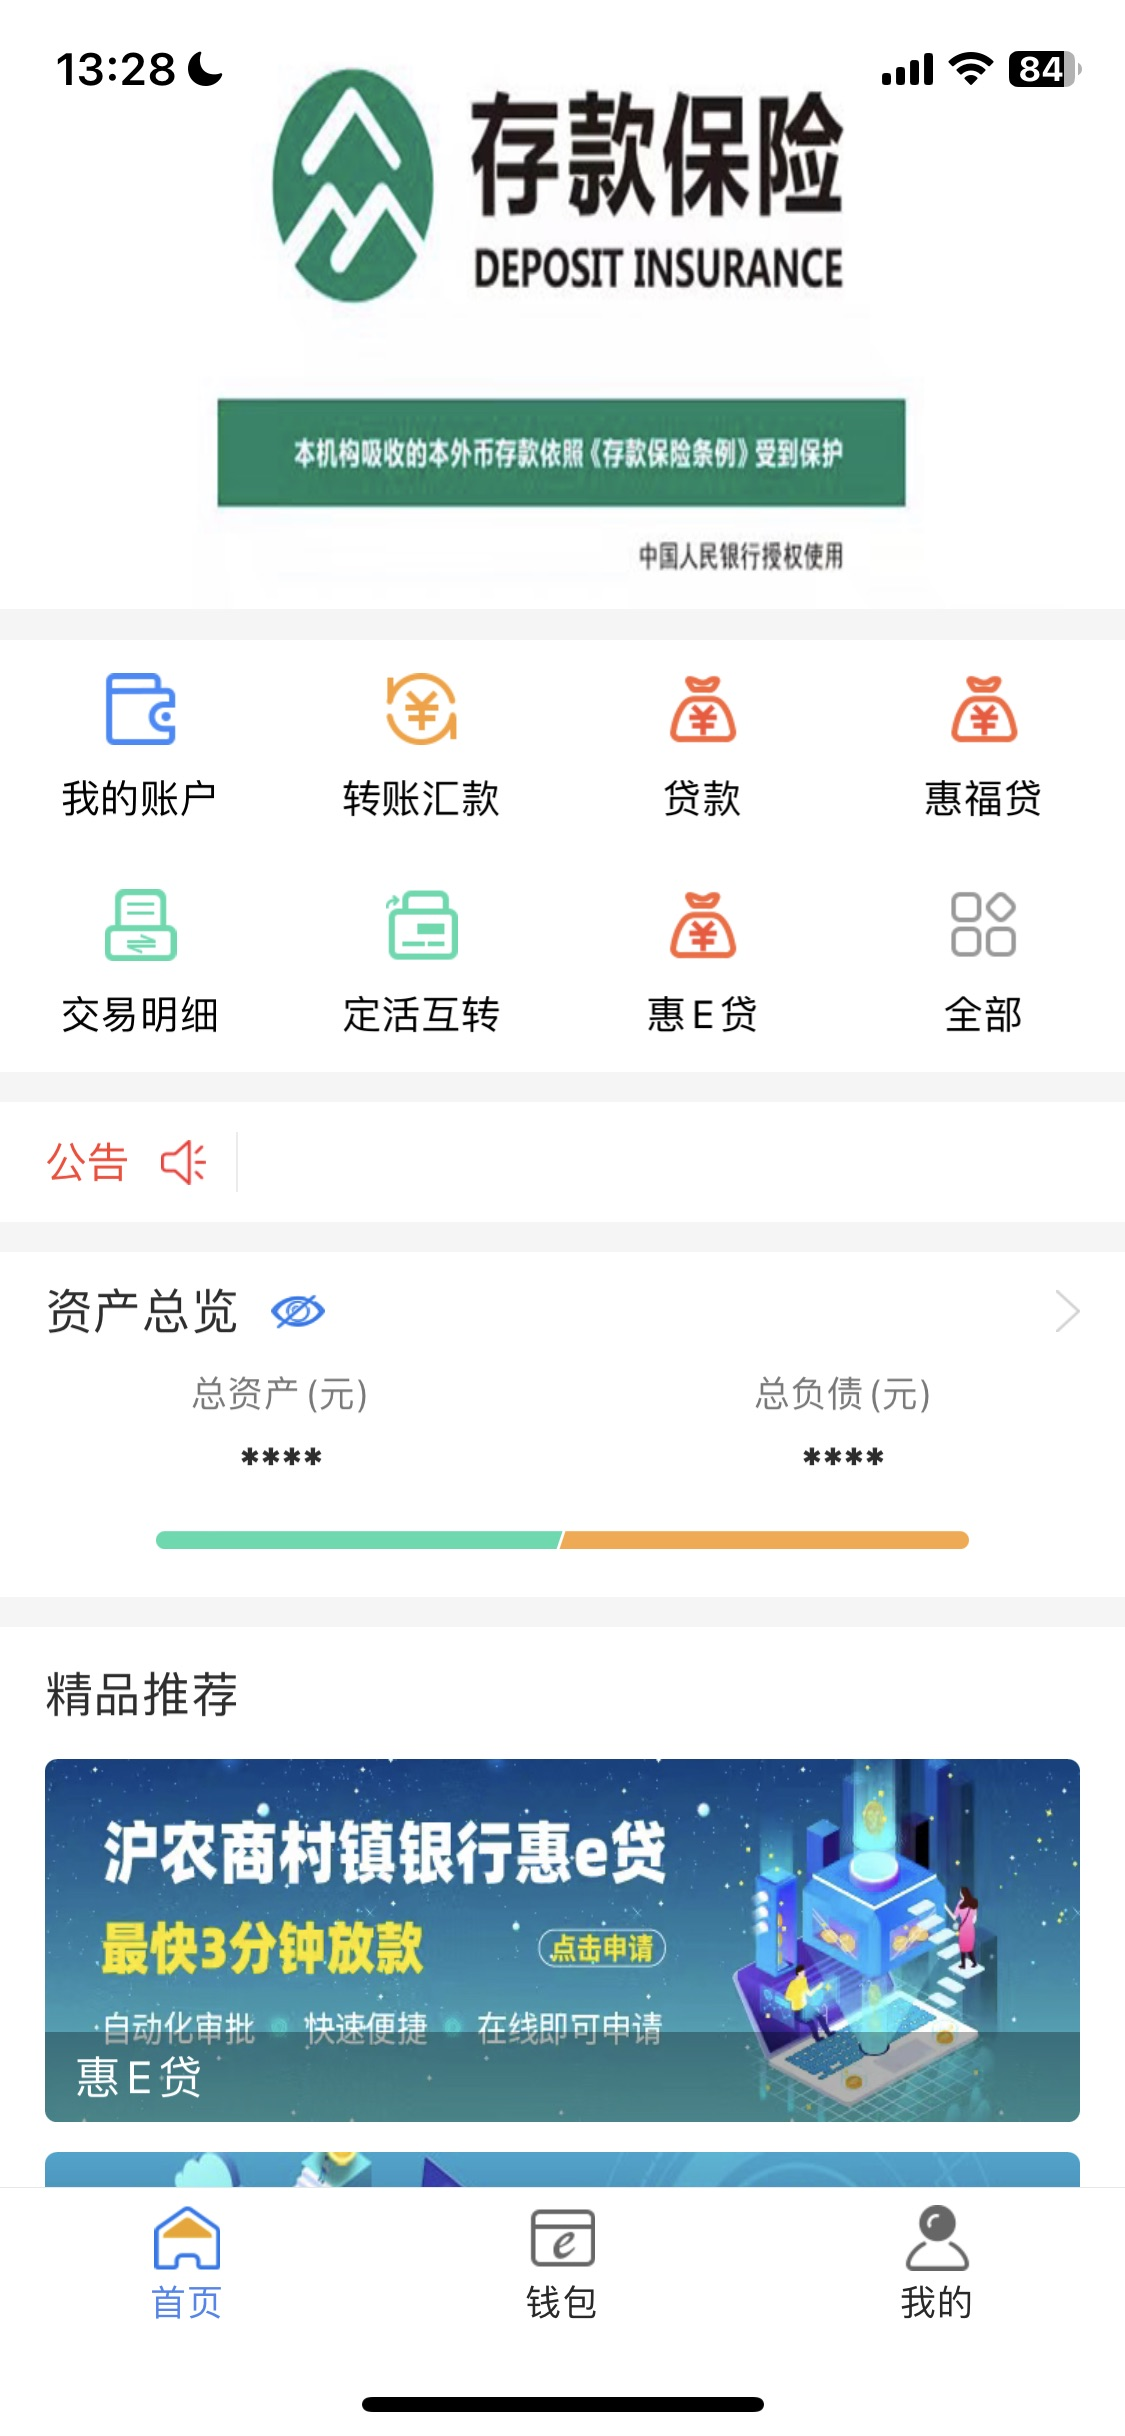 13:28
84
存款保险
DEPOSIT INSURANCE
本机构吸收的本外币存款依照《存款保险条例》受到保护
中国人民银行授权使用
我的账户 转账汇款 贷款 惠福贷
交易明细 定活互转 惠E贷 全部
公告
资产总览
总资产(元) 总负债(元)
**** ****
精品推荐
沪农商村镇银行惠e贷
最快3分钟放款 点击申请
自动化审批 快速便捷 在线即可申请
惠E贷
首页 钱包 我的